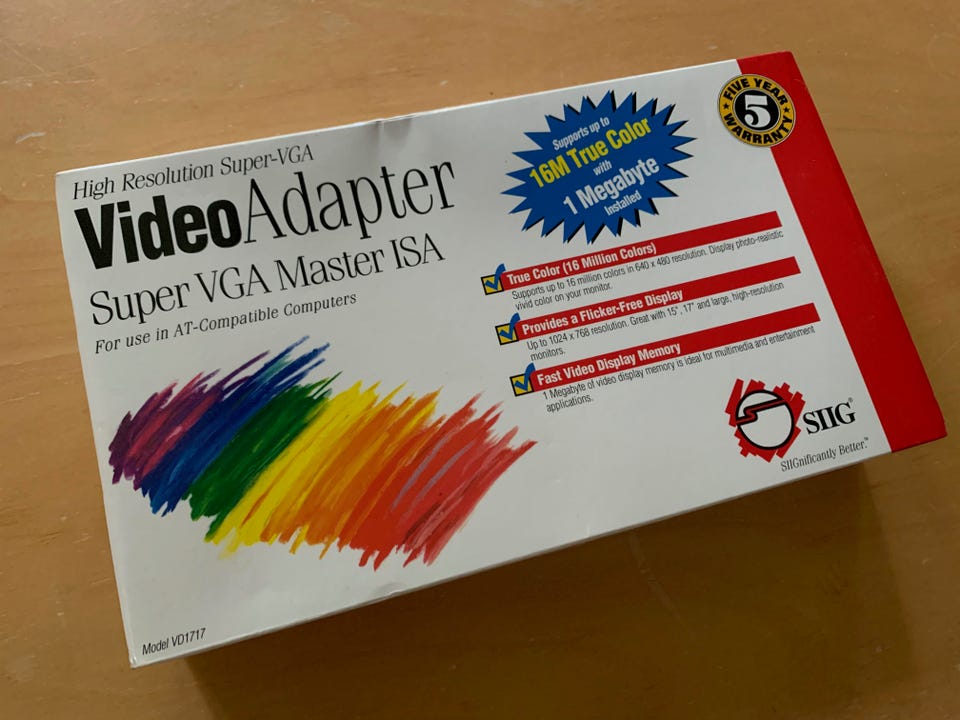 High Resolution Super-VGA
VideoAdapter
Super VGA Master ISA
For use in AT-Compatible Computers
Supports up to
16M True Color
with
1 Megabyte
Installed
FIVE YEAR
5
WARRANTY
True Color (16 Million Colors)
Supports up to 16 million colors in 640 x 480 resolution. Display photo-realistic
vivid color on your monitor.
Provides a Flicker-Free Display
Up to 1024 x 768 resolution. Great with 15", 17" and large, high-resolution
monitors.
Fast Video Display Memory
1 Megabyte of video display memory is ideal for multimedia and entertainment
applications.
SIIG®
SIIGnificantly Better.™
Model VD1717